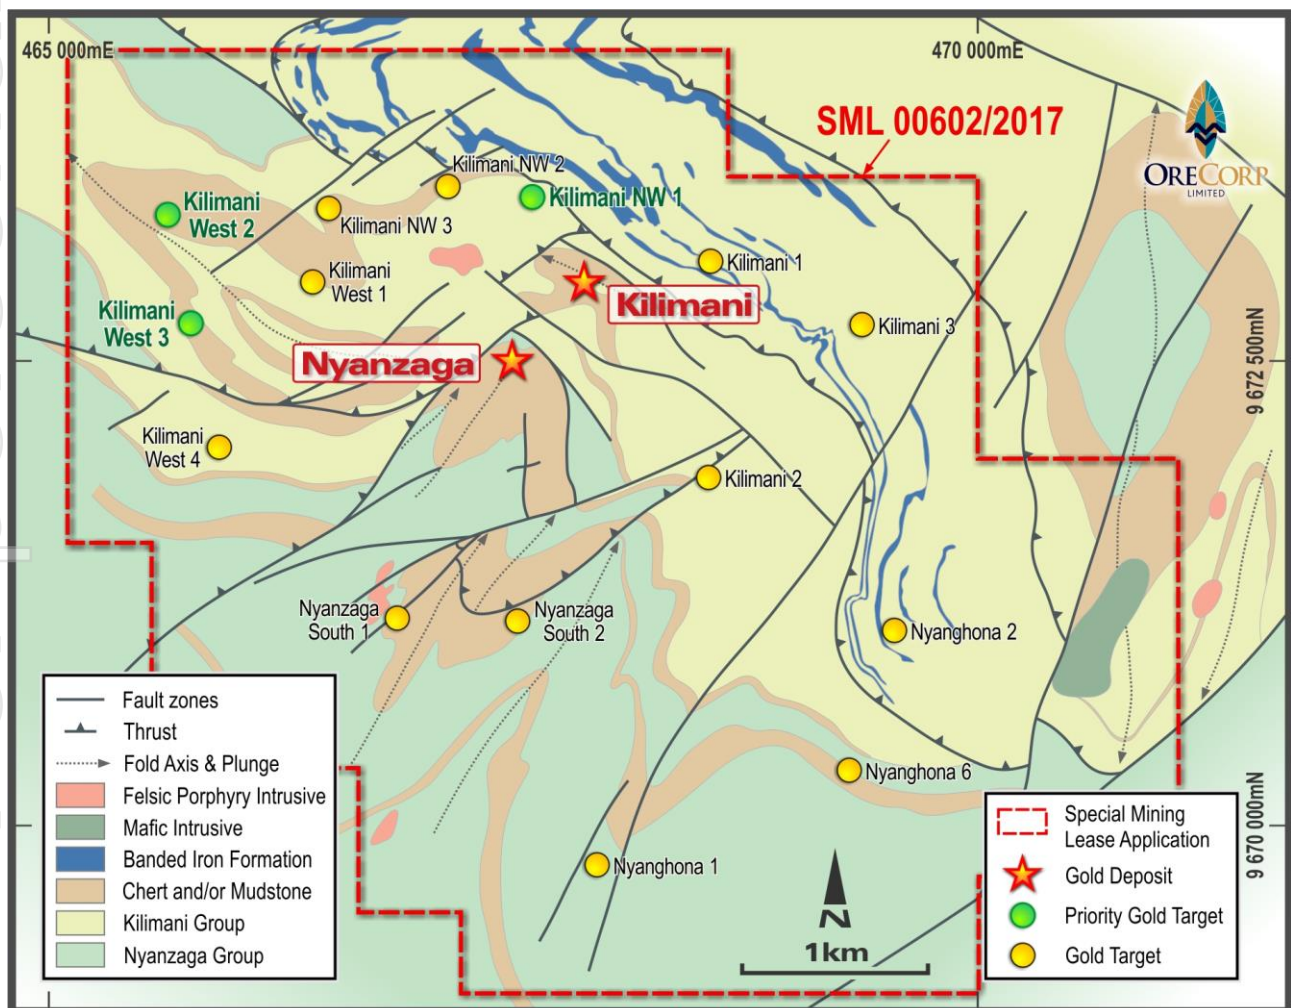 465 000mE
470 000mE
SML 00602/2017
ORECORP
LIMITED
Kilimani NW 2
Kilimani NW 1
Kilimani
West 2
Kilimani NW 3
Kilimani 1
Kilimani
West 1
Kilimani
Kilimani
West 3
Kilimani 3
Nyanzaga
9 672 500mN
Kilimani
West 4
Kilimani 2
Nyanzaga
South 1
Nyanzaga
South 2
Nyanghona 2
Nyanghona 6
Nyanghona 1
9 670 000mN
Fault zones
Thrust
Fold Axis & Plunge
Felsic Porphyry Intrusive
Mafic Intrusive
Banded Iron Formation
Chert and/or Mudstone
Kilimani Group
Nyanzaga Group
N
1km
Special Mining
Lease Application
Gold Deposit
Priority Gold Target
Gold Target